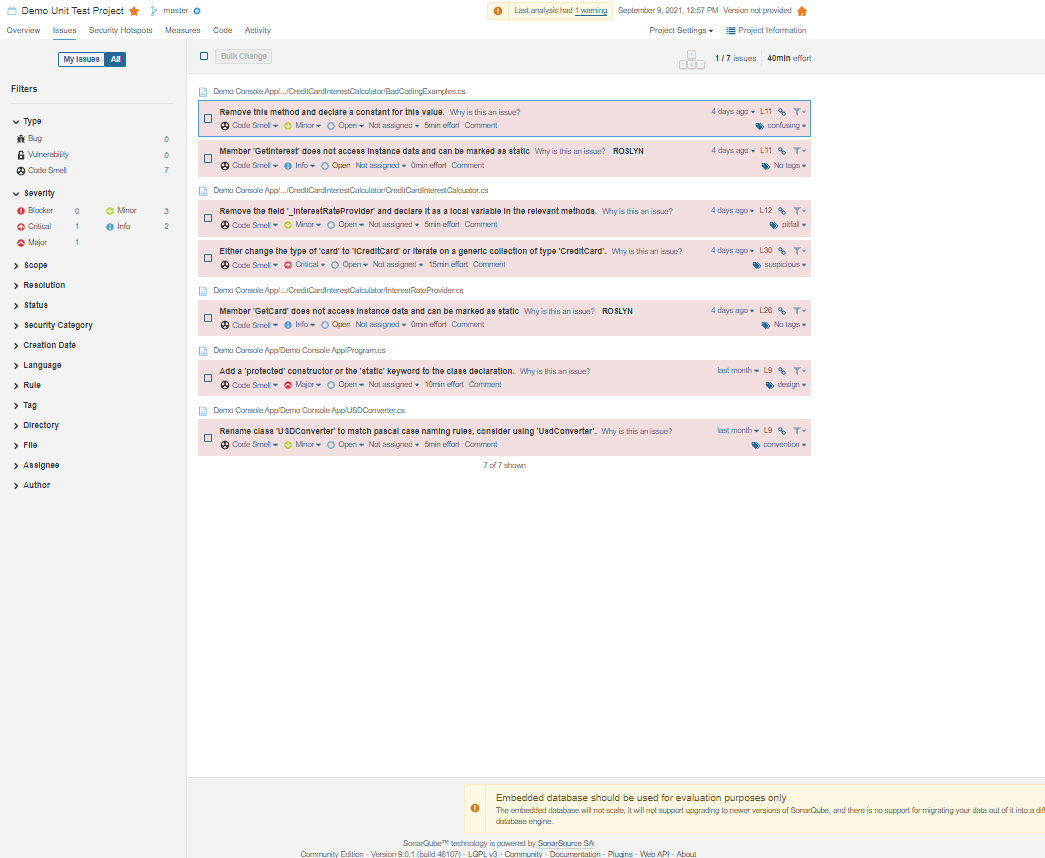 Demo Unit Test Project master
Last analysis had 1 warning September 9, 2021, 12:57 PM Version not provided
Overview Issues Security Hotspots Measures Code Activity Project Settings Project Information
My Issues All
Bulk Change 1 / 7 issues 40min effort
Filters
Type
Bug 0
Vulnerability 0
Code Smell 7
Severity
Blocker 0 Minor 3
Critical 1 Info 2
Major 1
Scope
Resolution
Status
Security Category
Creation Date
Language
Rule
Tag
Directory
File
Assignee
Author
Demo Console App/.../CreditCardInterestCalculator/BadCodingExamples.cs
Remove this method and declare a constant for this value. Why is this an issue? 4 days ago L11
Code Smell Minor Open Not assigned 5min effort Comment confusing
Member 'GetInterest' does not access instance data and can be marked as static Why is this an issue? ROSLYN 4 days ago L11
Code Smell Info Open Not assigned 0min effort Comment No tags
Demo Console App/.../CreditCardInterestCalculator/CreditCardInterestCalcuator.cs
Remove the field '_InterestRateProvider' and declare it as a local variable in the relevant methods. Why is this an issue? 4 days ago L12
Code Smell Minor Open Not assigned 5min effort Comment pitfall
Either change the type of 'card' to 'ICreditCard' or iterate on a generic collection of type 'CreditCard'. Why is this an issue? 4 days ago L30
Code Smell Critical Open Not assigned 15min effort Comment suspicious
Demo Console App/.../CreditCardInterestCalculator/InterestRateProvider.cs
Member 'GetCard' does not access instance data and can be marked as static Why is this an issue? ROSLYN 4 days ago L26
Code Smell Info Open Not assigned 0min effort Comment No tags
Demo Console App/Demo Console App/Program.cs
Add a 'protected' constructor or the 'static' keyword to the class declaration. Why is this an issue? last month L9
Code Smell Major Open Not assigned 10min effort Comment design
Demo Console App/Demo Console App/USDConverter.cs
Rename class 'USDConverter' to match pascal case naming rules, consider using 'UsdConverter'. Why is this an issue? last month L9
Code Smell Minor Open Not assigned 5min effort Comment convention
7 of 7 shown
Embedded database should be used for evaluation purposes only
The embedded database will not scale, it will not support upgrading to newer versions of SonarQube, and there is no support for migrating your data out of it into a diff
database engine.
SonarQube™ technology is powered by SonarSource SA
Community Edition - Version 9.0.1 (build 46107) - LGPL v3 - Community - Documentation - Plugins - Web API - About